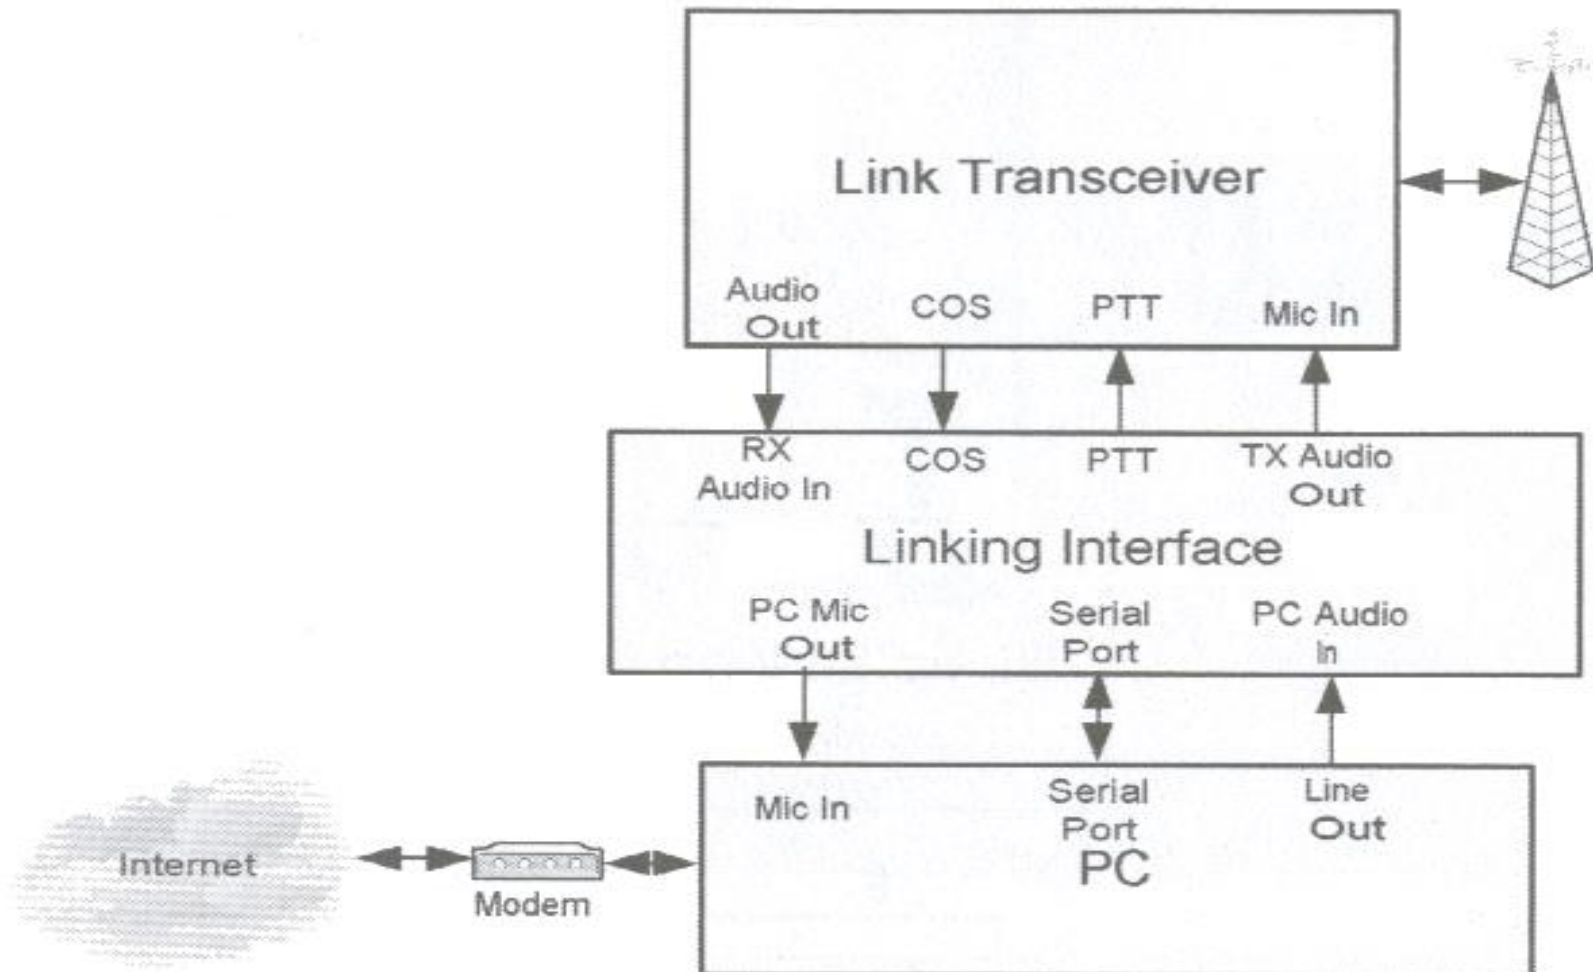 Link Transceiver
Audio
Out
COS
PTT
Mic In
RX
Audio In
COS
PTT
TX Audio
Out
Linking Interface
PC Mic
Out
Serial
Port
PC Audio
In
Mic In
Serial
Port
Line
Out
PC
Internet
Modem